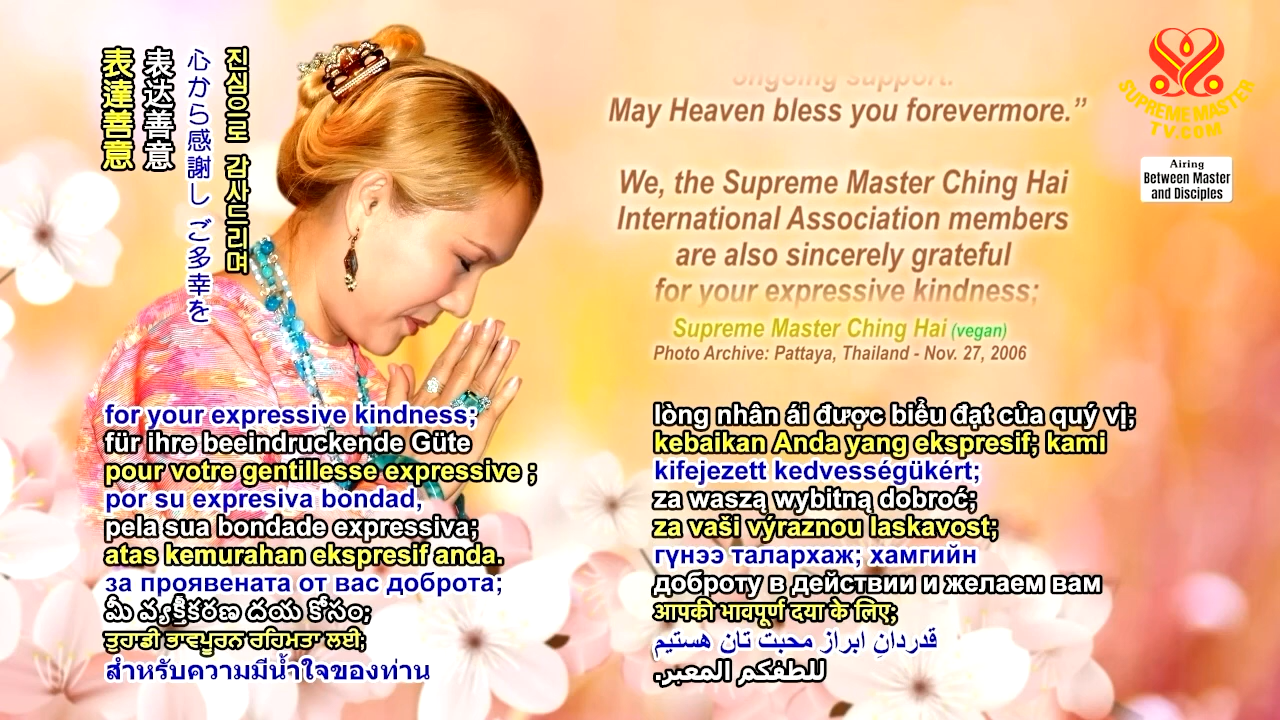 表達善意
表达善意
心から感謝し ご多幸を
진심으로 감사드리며
ongoing support.
May Heaven bless you forevermore.”
We, the Supreme Master Ching Hai
International Association members
are also sincerely grateful
for your expressive kindness;
Supreme Master Ching Hai (vegan)
Photo Archive: Pattaya, Thailand - Nov. 27, 2006
SUPREME MASTER
TV.COM
Airing
Between Master
and Disciples
for your expressive kindness;
für ihre beeindruckende Güte
pour votre gentillesse expressive ;
por su expresiva bondad,
pela sua bondade expressiva;
atas kemurahan ekspresif anda.
за проявената от вас доброта;
మీ వ్యక్తీకరణ దయ కోసం;
ਤੁਹਾਡੀ ਭਾਵਪੂਰਨ ਰਹਿਮਤਾ ਲਈ;
สำหรับความมีน้ำใจของท่าน
lòng nhân ái được biểu đạt của quý vị;
kebaikan Anda yang ekspresif; kami
kifejezett kedvességükért;
za waszą wybitną dobroć;
za vaši výraznou laskavost;
гүнээ талархаж; хамгийн
доброту в действии и желаем вам
आपकी भावपूर्ण दया के लिए;
قدردانِ ابراز محبت تان هستیم
للطفكم المعبر.